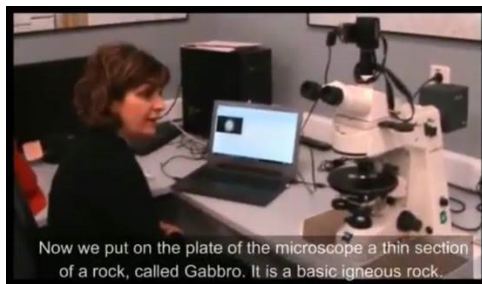 Now we put on the plate of the microscope a thin section
of a rock, called Gabbro. It is a basic igneous rock.